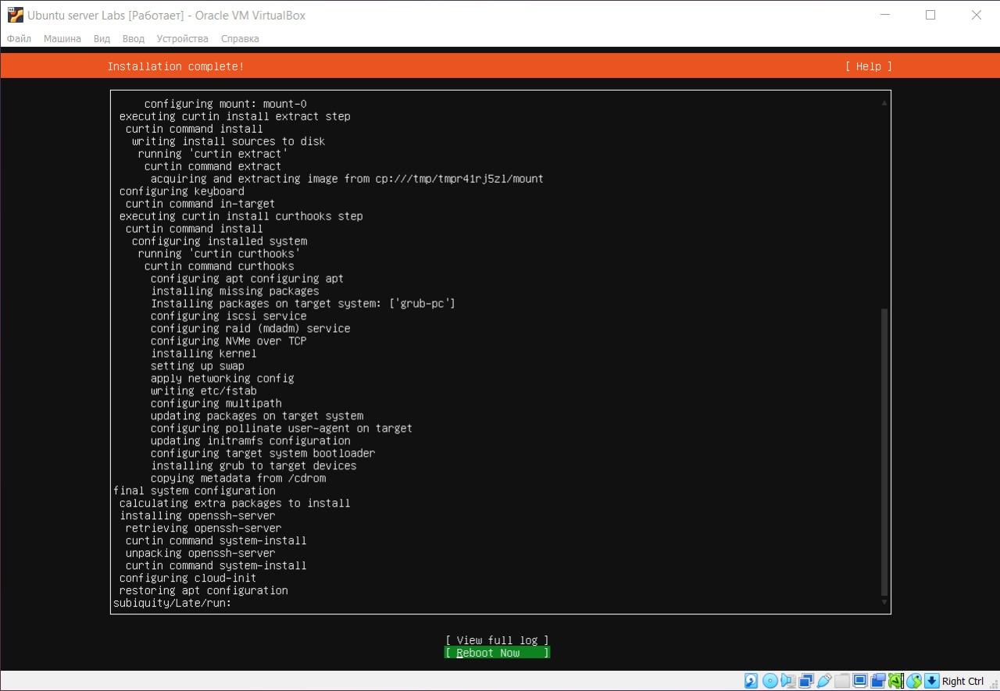 Ubuntu server Labs [Работает] - Oracle VM VirtualBox
Файл Машина Вид Ввод Устройства Справка
Installation complete! [ Help ]
configuring mount: mount-0
executing curtin install extract step
curtin command install
writing install sources to disk
running 'curtin extract'
curtin command extract
acquiring and extracting image from cp:///tmp/tmpr41rj5zl/mount
configuring keyboard
curtin command in-target
executing curtin install curthooks step
curtin command install
configuring installed system
running 'curtin curthooks'
curtin command curthooks
configuring apt configuring apt
installing missing packages
Installing packages on target system: ['grub-pc']
configuring iscsi service
configuring raid (mdadm) service
configuring NVMe over TCP
installing kernel
setting up swap
apply networking config
writing etc/fstab
configuring multipath
updating packages on target system
configuring pollinate user-agent on target
updating initramfs configuration
configuring target system bootloader
installing grub to target devices
copying metadata from /cdrom
final system configuration
calculating extra packages to install
installing openssh-server
retrieving openssh-server
curtin command system-install
unpacking openssh-server
curtin command system-install
configuring cloud-init
restoring apt configuration
subiquity/Late/run:
[ View full log ]
[ Reboot Now ]
Right Ctrl